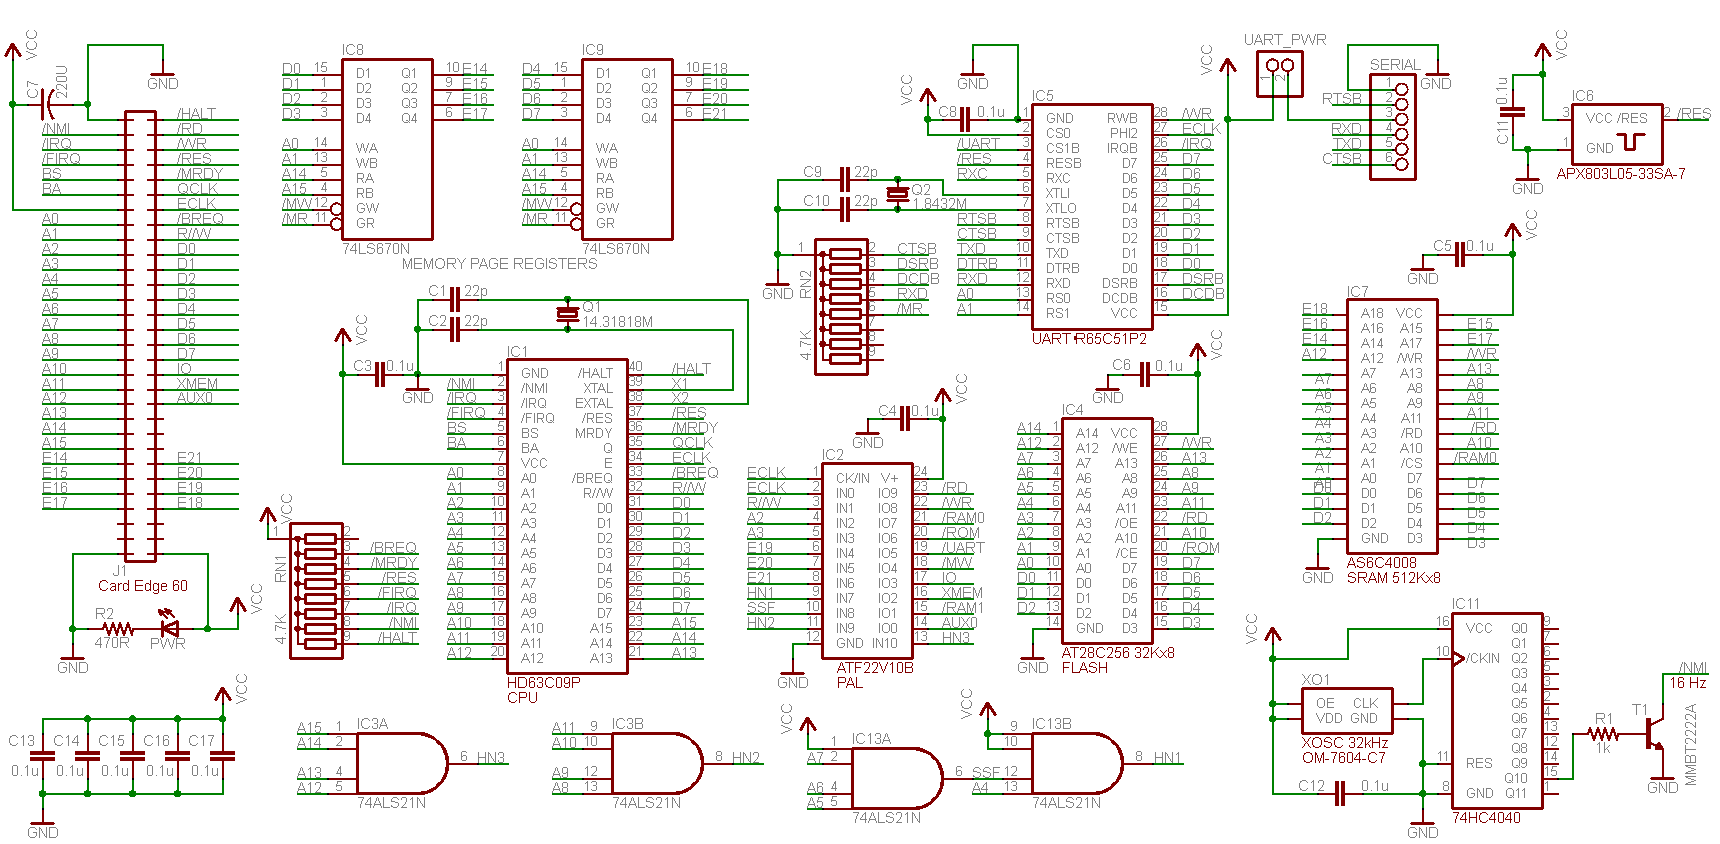 VCC
C7
220U
GND
/HALT
/NMI /RD
/IRQ /WR
/FIRQ /RES
BS /MRDY
BA QCLK
ECLK
A0 /BREQ
A1 R//W
A2 D0
A3 D1
A4 D2
A5 D3
A6 D4
A7 D5
A8 D6
A9 D7
A10 IO
A11 XMEM
A12 AUX0
A13
A14
A15
E14 E21
E15 E20
E16 E19
E17 E18
J1
Card Edge 60
R2
470R PWR
VCC
GND
IC8
D0 15 D1 Q1 10 E14
D1 1 D2 Q2 9 E15
D2 2 D3 Q3 7 E16
D3 3 D4 Q4 6 E17
A0 14 WA
A1 13 WB
A14 5 RA
A15 4 RB
/MW 12 GW
/MR 11 GR
74LS670N
IC9
D4 15 D1 Q1 10 E18
D5 1 D2 Q2 9 E19
D6 2 D3 Q3 7 E20
D7 3 D4 Q4 6 E21
A0 14 WA
A1 13 WB
A14 5 RA
A15 4 RB
/MW 12 GW
/MR 11 GR
74LS670N
MEMORY PAGE REGISTERS
C1 22p
C2 22p
Q1
14.31818M
VCC
C3 0.1u
GND
IC1
1 GND /HALT 40 /HALT
/NMI 2 /NMI XTAL 39 X1
/IRQ 3 /IRQ EXTAL 38 X2
/FIRQ 4 /FIRQ /RES 37 /RES
BS 5 BS MRDY 36 /MRDY
BA 6 BA Q 35 QCLK
7 VCC E 34 ECLK
A0 8 A0 /BREQ 33 /BREQ
A1 9 A1 R//W 32 R//W
A2 10 A2 D0 31 D0
A3 11 A3 D1 30 D1
A4 12 A4 D2 29 D2
A5 13 A5 D3 28 D3
A6 14 A6 D4 27 D4
A7 15 A7 D5 26 D5
A8 16 A8 D6 25 D6
A9 17 A9 D7 24 D7
A10 18 A10 A15 23 A15
A11 19 A11 A14 22 A14
A12 20 A12 A13 21 A13
HD63C09P
CPU
VCC
RN1
4.7K
1 2
3 /BREQ
4 /MRDY
5 /RES
6 /FIRQ
7 /IRQ
8 /NMI
9 /HALT
GND
VCC
C8 0.1u
IC5
1 GND RWB 28 /WR
2 CS0 PHI2 27 ECLK
/UART 3 CS1B IRQB 26 /IRQ
/RES 4 RESB D7 25 D7
RXC 5 RXC D6 24 D6
6 XTLI D5 23 D5
7 XTLO D4 22 D4
RTSB 8 RTSB D3 21 D3
CTSB 9 CTSB D2 20 D2
TXD 10 TXD D1 19 D1
DTRB 11 DTRB D0 18 D0
RXD 12 RXD DSRB 17 DSRB
A0 13 RS0 DCDB 16 DCDB
A1 14 RS1 VCC 15
UART R65C51P2
C9 22p
C10 22p
Q2
1.8432M
GND
RN2
4.7K
1 2 CTSB
3 DSRB
4 DCDB
5 RXD
6 /MR
7
8
9
VCC
UART_PWR
1 2
SERIAL
GND
1
RTSB 2
3
RXD 4
TXD 5
CTSB 6
VCC
C11 0.1u
IC6
3 VCC /RES 2 /RES
1 GND
APX803L05-33SA-7
GND
VCC
C5 0.1u
GND
IC7
E18 A18 VCC
E16 A16 A15 E15
E14 A14 A17 E17
A12 A12 /WR /WR
A7 A7 A13 A13
A6 A6 A8 A8
A5 A5 A9 A9
A4 A4 A11 A11
A3 A3 /RD /RD
A2 A2 A10 A10
A1 A1 /CS /RAM0
A0 A0 D7 D7
D0 D0 D6 D6
D1 D1 D5 D5
D2 D2 D4 D4
GND D3 D3
GND
AS6C4008
SRAM 512Kx8
VCC
C4 0.1u
GND
IC2
ECLK 1 CK/IN V+ 24
ECLK 2 IN0 IO9 23 /RD
R//W 3 IN1 IO8 22 /WR
A2 4 IN2 IO7 21 /RAM0
A3 5 IN3 IO6 20 /ROM
E19 6 IN4 IO5 19 /UART
E20 7 IN5 IO4 18 /MW
E21 8 IN6 IO3 17 IO
HN1 9 IN7 IO2 16 XMEM
SSF 10 IN8 IO1 15 /RAM1
HN2 11 IN9 IO0 14 AUX0
12 GND IN10 13 HN3
GND
ATF22V10B
PAL
VCC
C6 0.1u
GND
IC4
A14 1 A14 VCC 28
A12 2 A12 /WE 27 /WR
A7 3 A7 A13 26 A13
A6 4 A6 A8 25 A8
A5 5 A5 A9 24 A9
A4 6 A4 A11 23 A11
A3 7 A3 /OE 22 /RD
A2 8 A2 A10 21 A10
A1 9 A1 /CE 20 /ROM
A0 10 A0 D7 19 D7
D0 11 D0 D6 18 D6
D1 12 D1 D5 17 D5
D2 13 D2 D4 16 D4
14 GND D3 15 D3
GND
AT28C256 32Kx8
FLASH
VCC
IC11
16 VCC Q0 9
Q1 7
10 /CKIN Q2 6
Q3 5
Q4 3
Q5 2
Q6 4
Q7 13
Q8 12
11 RES Q9 14
Q10 15
8 GND Q11 1
74HC4040
XO1
OE CLK
VDD GND
XOSC 32kHz
OM-7604-C7
C12 0.1u
GND
R1
1k
T1
MMBT2222A
/NMI
16 Hz
GND
VCC
C13 C14 C15 C16 C17
0.1u 0.1u 0.1u 0.1u 0.1u
GND
IC3A
A15 1
A14 2
6 HN3
A13 4
A12 5
74ALS21N
IC3B
A11 9
A10 10
8 HN2
A9 12
A8 13
74ALS21N
VCC
IC13A
1
A7 2
6 SSF
A6 4
A5 5
74ALS21N
VCC
IC13B
9
10
8 HN1
12
A4 13
74ALS21N